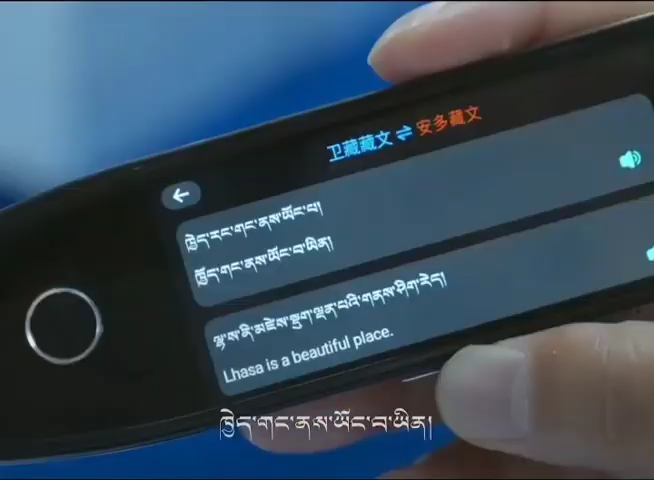 卫藏藏文 ⇌ 安多藏文
ཁྱེད་རང་གང་ནས་ཡོང་པ།
ཁྱོད་གང་ནས་ཡོང་བ་ཡིན།
ལྷ་ས་ནི་མཛེས་སྡུག་ལྡན་པའི་གནས་ཤིག་རེད།
Lhasa is a beautiful place.
ཁྱེད་གང་ནས་ཡོང་བ་ཡིན།